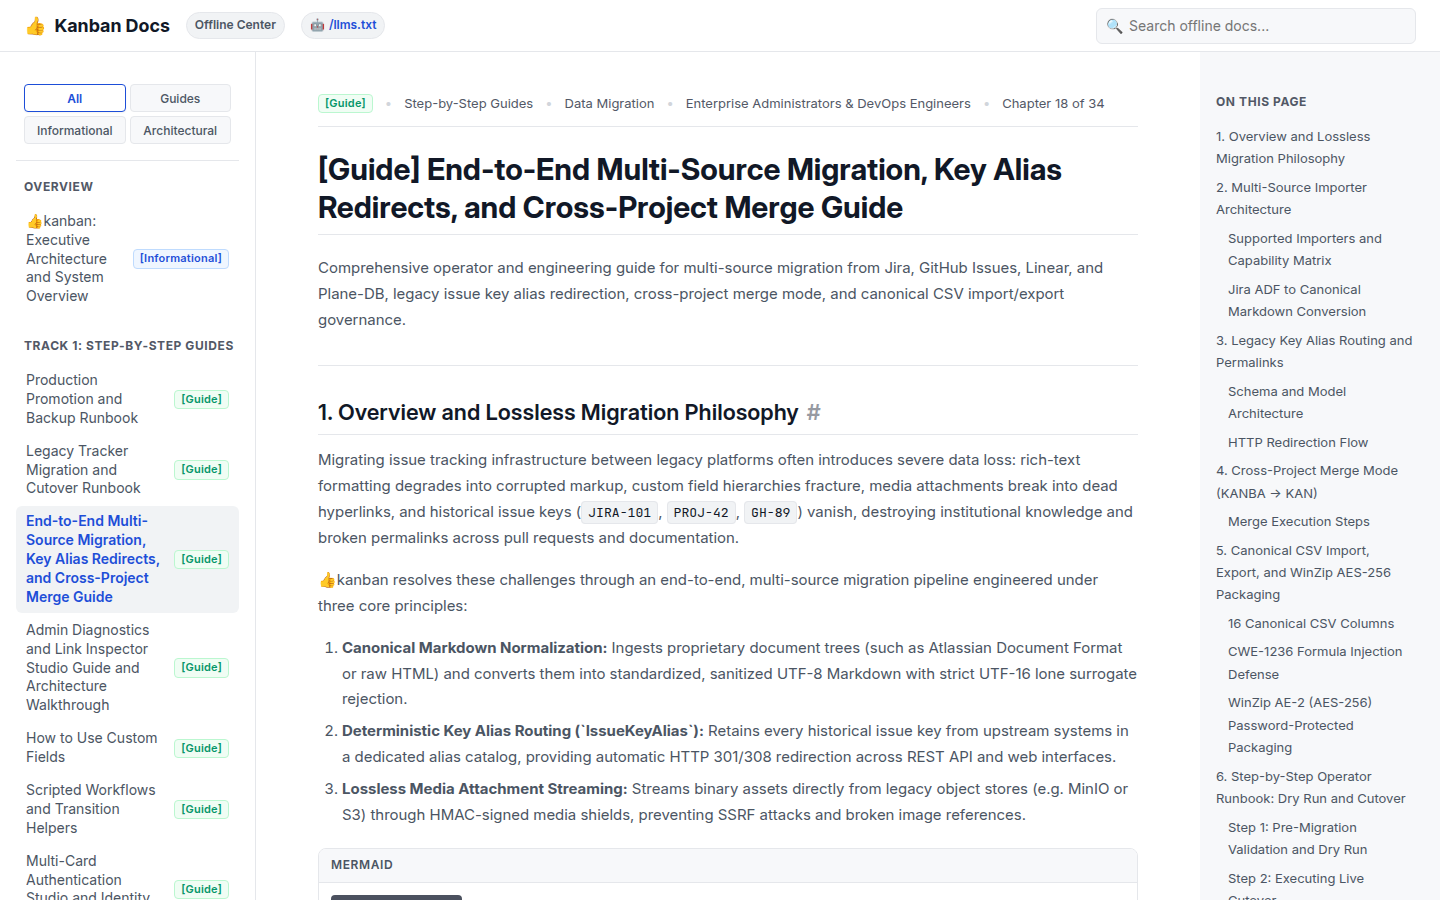 👍 Kanban Docs
Offline Center
🤖 /llms.txt
🔍 Search offline docs...
All
Guides
Informational
Architectural
OVERVIEW
👍kanban:
Executive
Architecture
and System
Overview
[Informational]
TRACK 1: STEP-BY-STEP GUIDES
Production
Promotion and
Backup Runbook
[Guide]
Legacy Tracker
Migration and
Cutover Runbook
[Guide]
End-to-End Multi-
Source Migration,
Key Alias Redirects,
and Cross-Project
Merge Guide
[Guide]
Admin Diagnostics
and Link Inspector
Studio Guide and
Architecture
Walkthrough
[Guide]
How to Use Custom
Fields
[Guide]
Scripted Workflows
and Transition
Helpers
[Guide]
Multi-Card
Authentication
Studio and Identity
[Guide]
[Guide] • Step-by-Step Guides • Data Migration • Enterprise Administrators & DevOps Engineers • Chapter 18 of 34
[Guide] End-to-End Multi-Source Migration, Key Alias
Redirects, and Cross-Project Merge Guide
Comprehensive operator and engineering guide for multi-source migration from Jira, GitHub Issues, Linear, and
Plane-DB, legacy issue key alias redirection, cross-project merge mode, and canonical CSV import/export
governance.
1. Overview and Lossless Migration Philosophy #
Migrating issue tracking infrastructure between legacy platforms often introduces severe data loss: rich-text
formatting degrades into corrupted markup, custom field hierarchies fracture, media attachments break into dead
hyperlinks, and historical issue keys (JIRA-101, PROJ-42, GH-89) vanish, destroying institutional knowledge and
broken permalinks across pull requests and documentation.
👍kanban resolves these challenges through an end-to-end, multi-source migration pipeline engineered under
three core principles:
1. Canonical Markdown Normalization: Ingests proprietary document trees (such as Atlassian Document Format
or raw HTML) and converts them into standardized, sanitized UTF-8 Markdown with strict UTF-16 lone surrogate
rejection.
2. Deterministic Key Alias Routing (`IssueKeyAlias`): Retains every historical issue key from upstream systems in
a dedicated alias catalog, providing automatic HTTP 301/308 redirection across REST API and web interfaces.
3. Lossless Media Attachment Streaming: Streams binary assets directly from legacy object stores (e.g. MinIO or
S3) through HMAC-signed media shields, preventing SSRF attacks and broken image references.
MERMAID
ON THIS PAGE
1. Overview and Lossless
Migration Philosophy
2. Multi-Source Importer
Architecture
Supported Importers and
Capability Matrix
Jira ADF to Canonical
Markdown Conversion
3. Legacy Key Alias Routing and
Permalinks
Schema and Model
Architecture
HTTP Redirection Flow
4. Cross-Project Merge Mode
(KANBA → KAN)
Merge Execution Steps
5. Canonical CSV Import,
Export, and WinZip AES-256
Packaging
16 Canonical CSV Columns
CWE-1236 Formula Injection
Defense
WinZip AE-2 (AES-256)
Password-Protected
Packaging
6. Step-by-Step Operator
Runbook: Dry Run and Cutover
Step 1: Pre-Migration
Validation and Dry Run
Step 2: Executing Live
Cutover